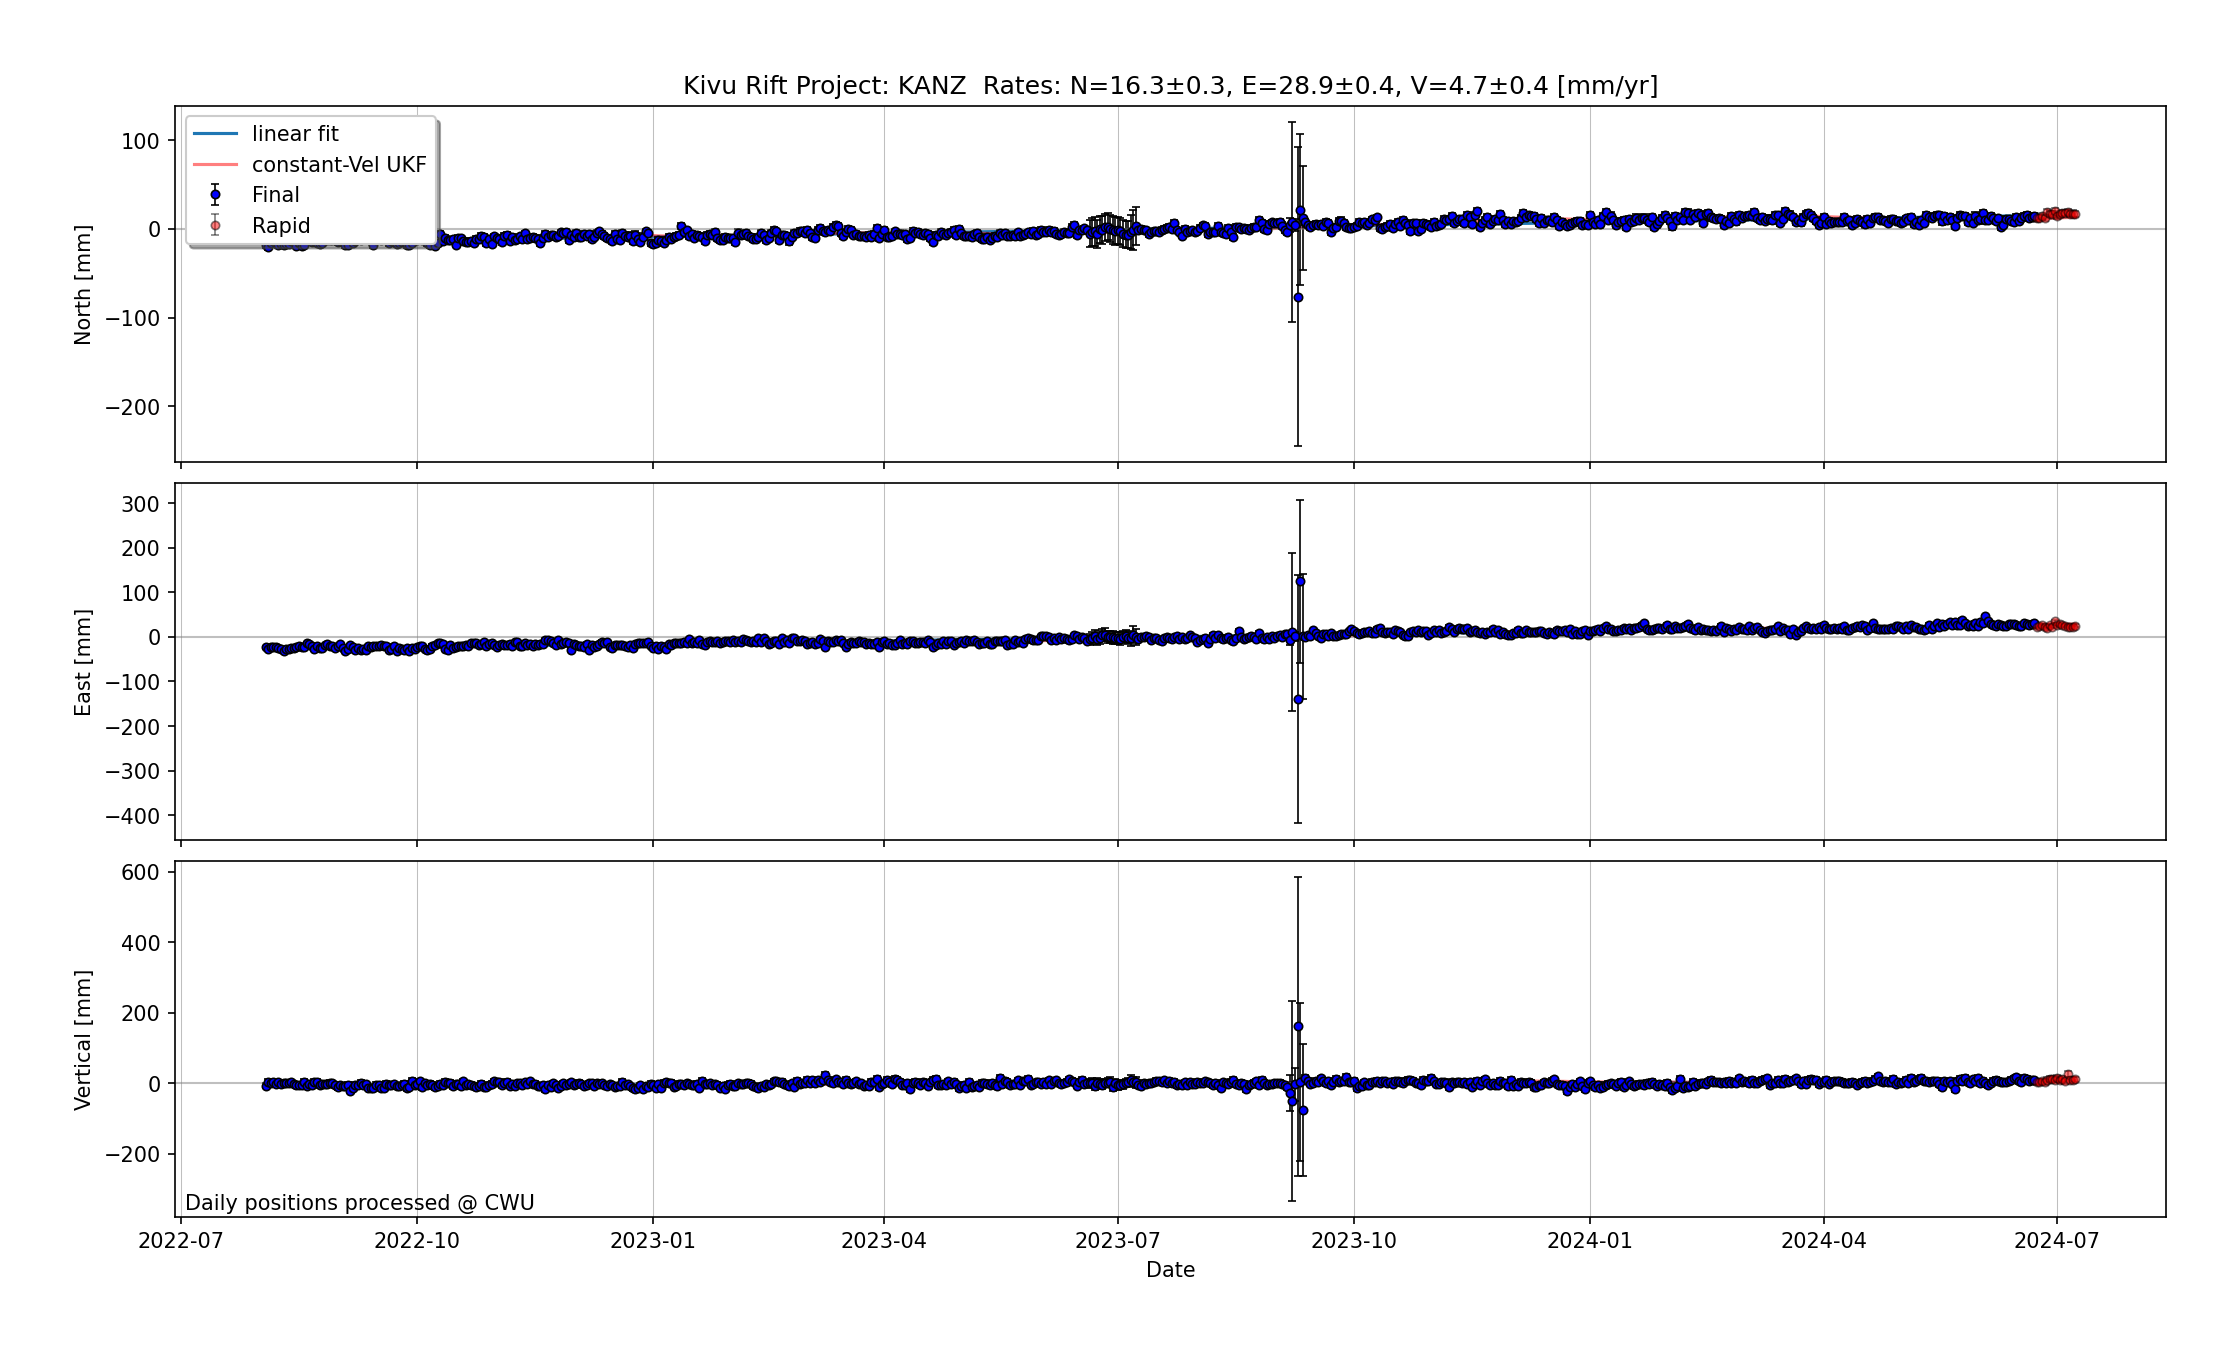 Kivu Rift Project: KANZ  Rates: N=16.3±0.3, E=28.9±0.4, V=4.7±0.4 [mm/yr]
linear fit
constant-Vel UKF
Final
Rapid
North [mm]
100
0
−100
−200
East [mm]
300
200
100
0
−100
−200
−300
−400
Vertical [mm]
600
400
200
0
−200
Daily positions processed @ CWU
2022-07 2022-10 2023-01 2023-04 2023-07 2023-10 2024-01 2024-04 2024-07
Date